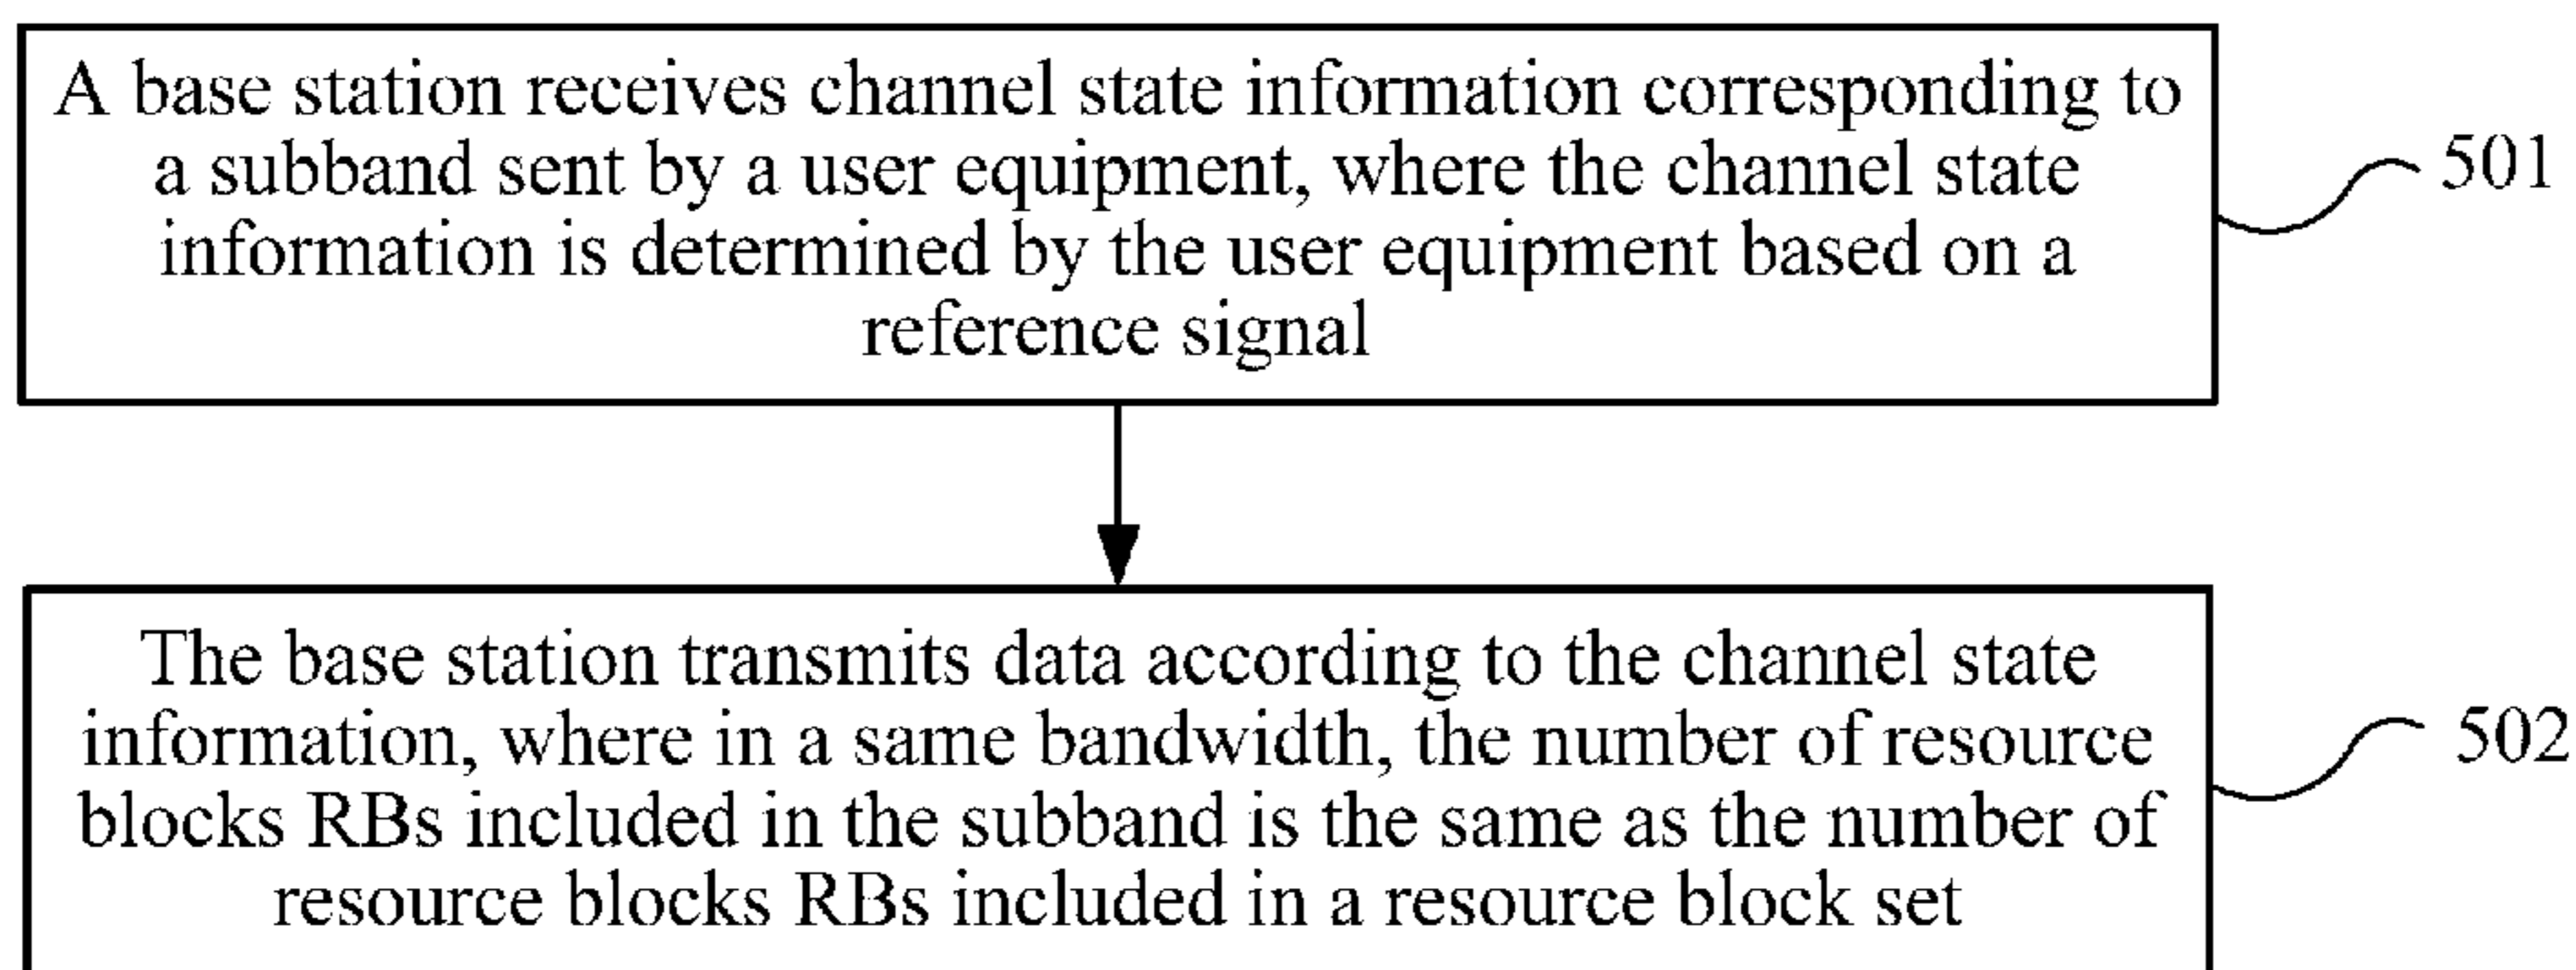 A base station receives channel state information corresponding to
a subband sent by a user equipment, where the channel state
information is determined by the user equipment based on a
reference signal
501
The base station transmits data according to the channel state
information, where in a same bandwidth, the number of resource
blocks RBs included in the subband is the same as the number of
resource blocks RBs included in a resource block set
502